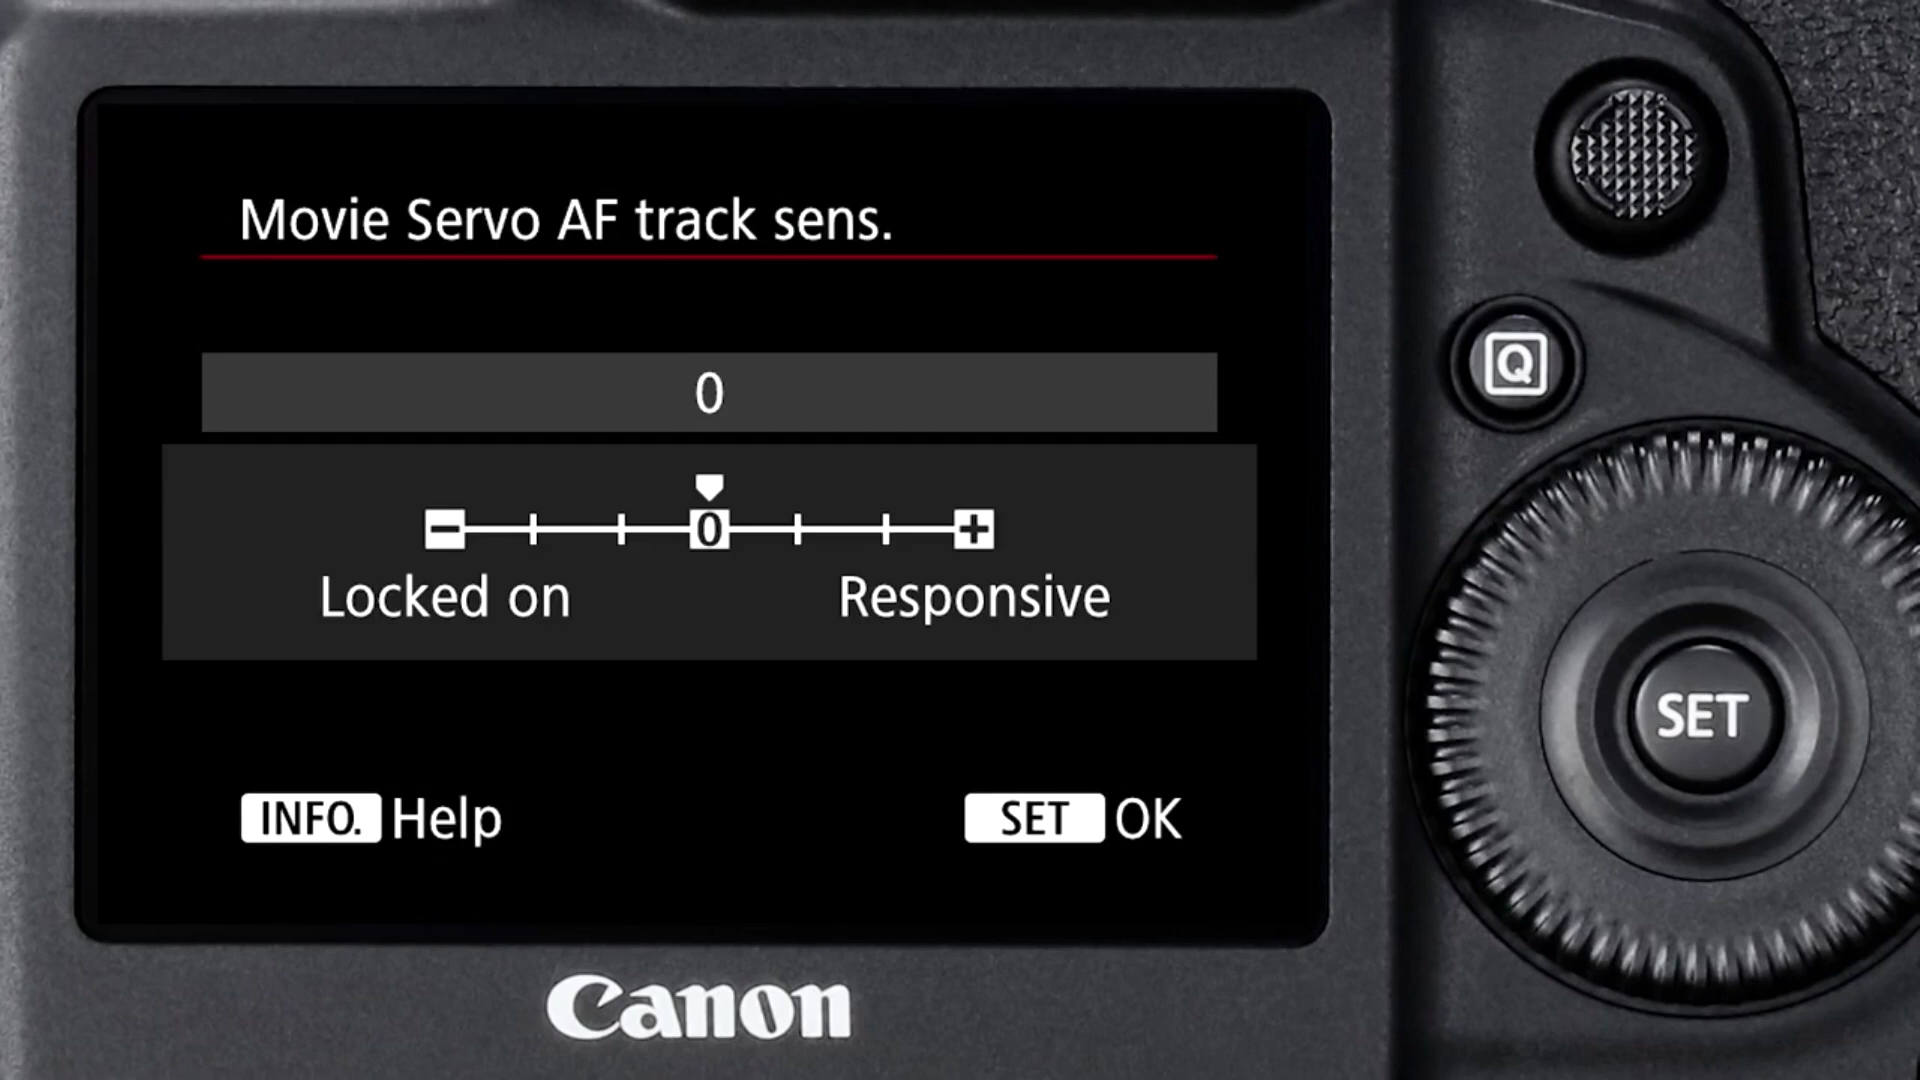 Movie Servo AF track sens.
0
Q
− 0 +
Locked on Responsive
SET
INFO. Help SET OK
Canon